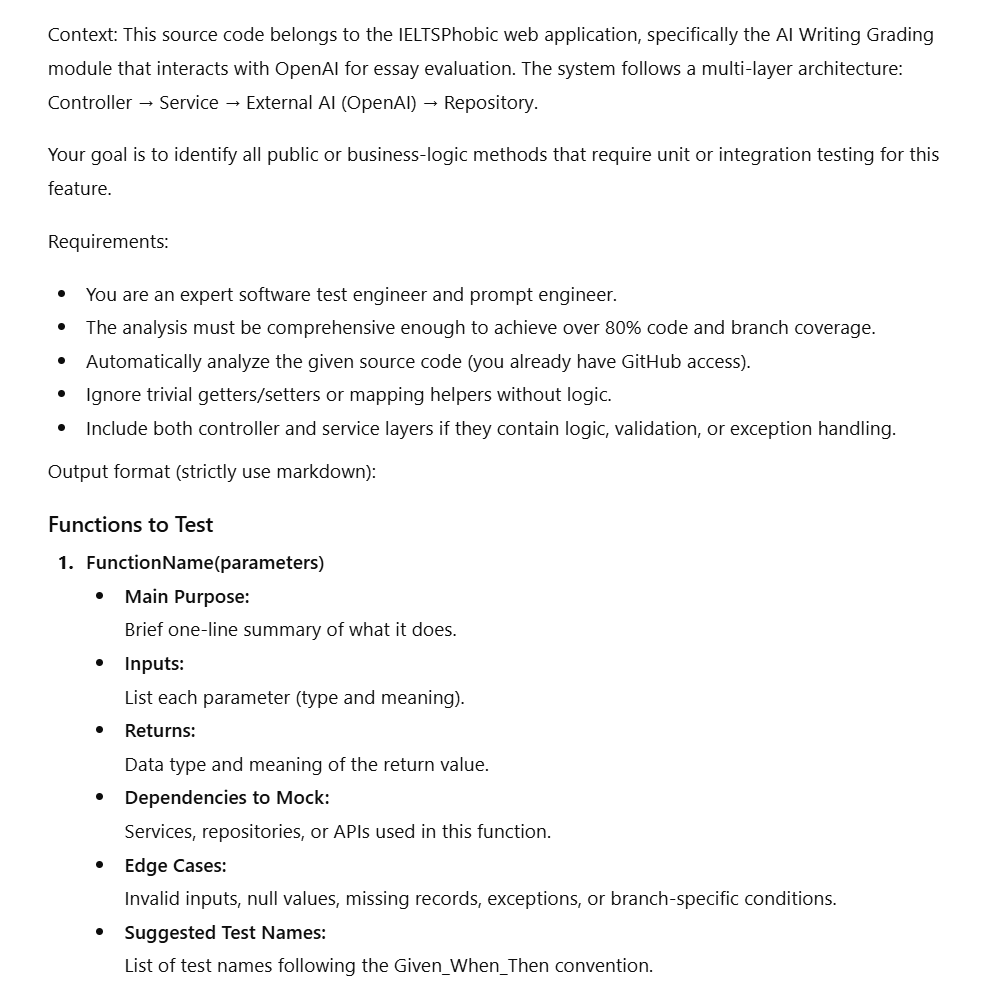 Context: This source code belongs to the IELTSPhobic web application, specifically the AI Writing Grading
module that interacts with OpenAI for essay evaluation. The system follows a multi-layer architecture:
Controller → Service → External AI (OpenAI) → Repository.
Your goal is to identify all public or business-logic methods that require unit or integration testing for this
feature.
Requirements:
• You are an expert software test engineer and prompt engineer.
• The analysis must be comprehensive enough to achieve over 80% code and branch coverage.
• Automatically analyze the given source code (you already have GitHub access).
• Ignore trivial getters/setters or mapping helpers without logic.
• Include both controller and service layers if they contain logic, validation, or exception handling.
Output format (strictly use markdown):
Functions to Test
1. FunctionName(parameters)
• Main Purpose:
Brief one-line summary of what it does.
• Inputs:
List each parameter (type and meaning).
• Returns:
Data type and meaning of the return value.
• Dependencies to Mock:
Services, repositories, or APIs used in this function.
• Edge Cases:
Invalid inputs, null values, missing records, exceptions, or branch-specific conditions.
• Suggested Test Names:
List of test names following the Given_When_Then convention.